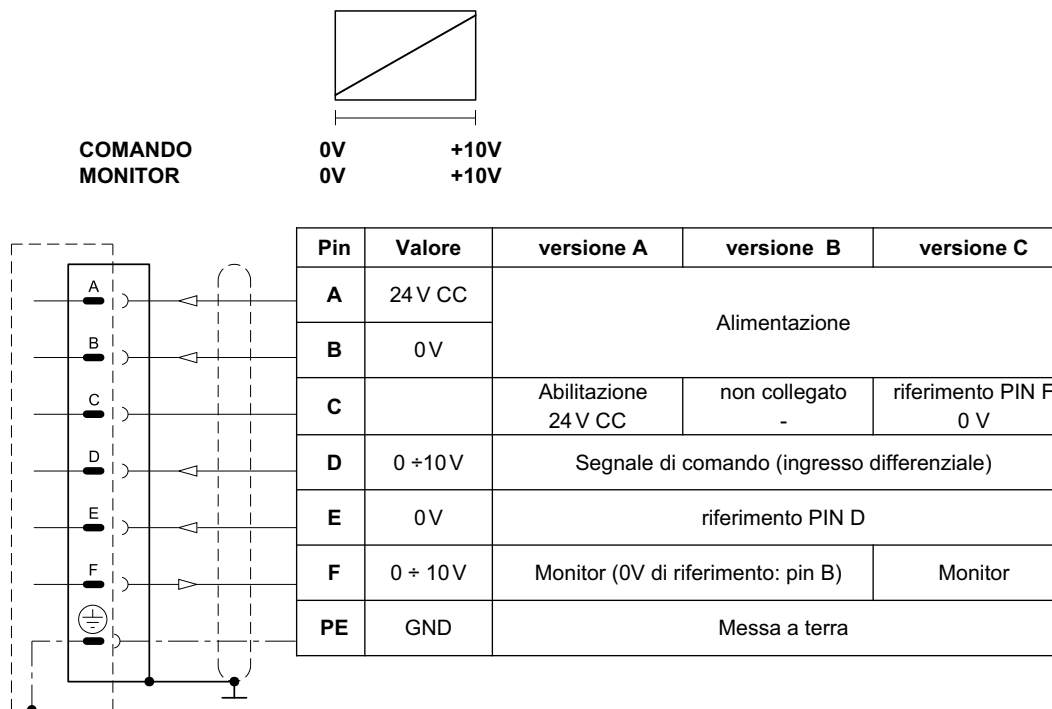 COMANDO 0V +10V
MONITOR 0V +10V
Pin Valore versione A versione B versione C
A 24 V CC Alimentazione
B 0 V
C Abilitazione 24 V CC non collegato - riferimento PIN F 0 V
D 0 ÷10 V Segnale di comando (ingresso differenziale)
E 0 V riferimento PIN D
F 0 ÷ 10 V Monitor (0V di riferimento: pin B) Monitor
PE GND Messa a terra
A
B
C
D
E
F